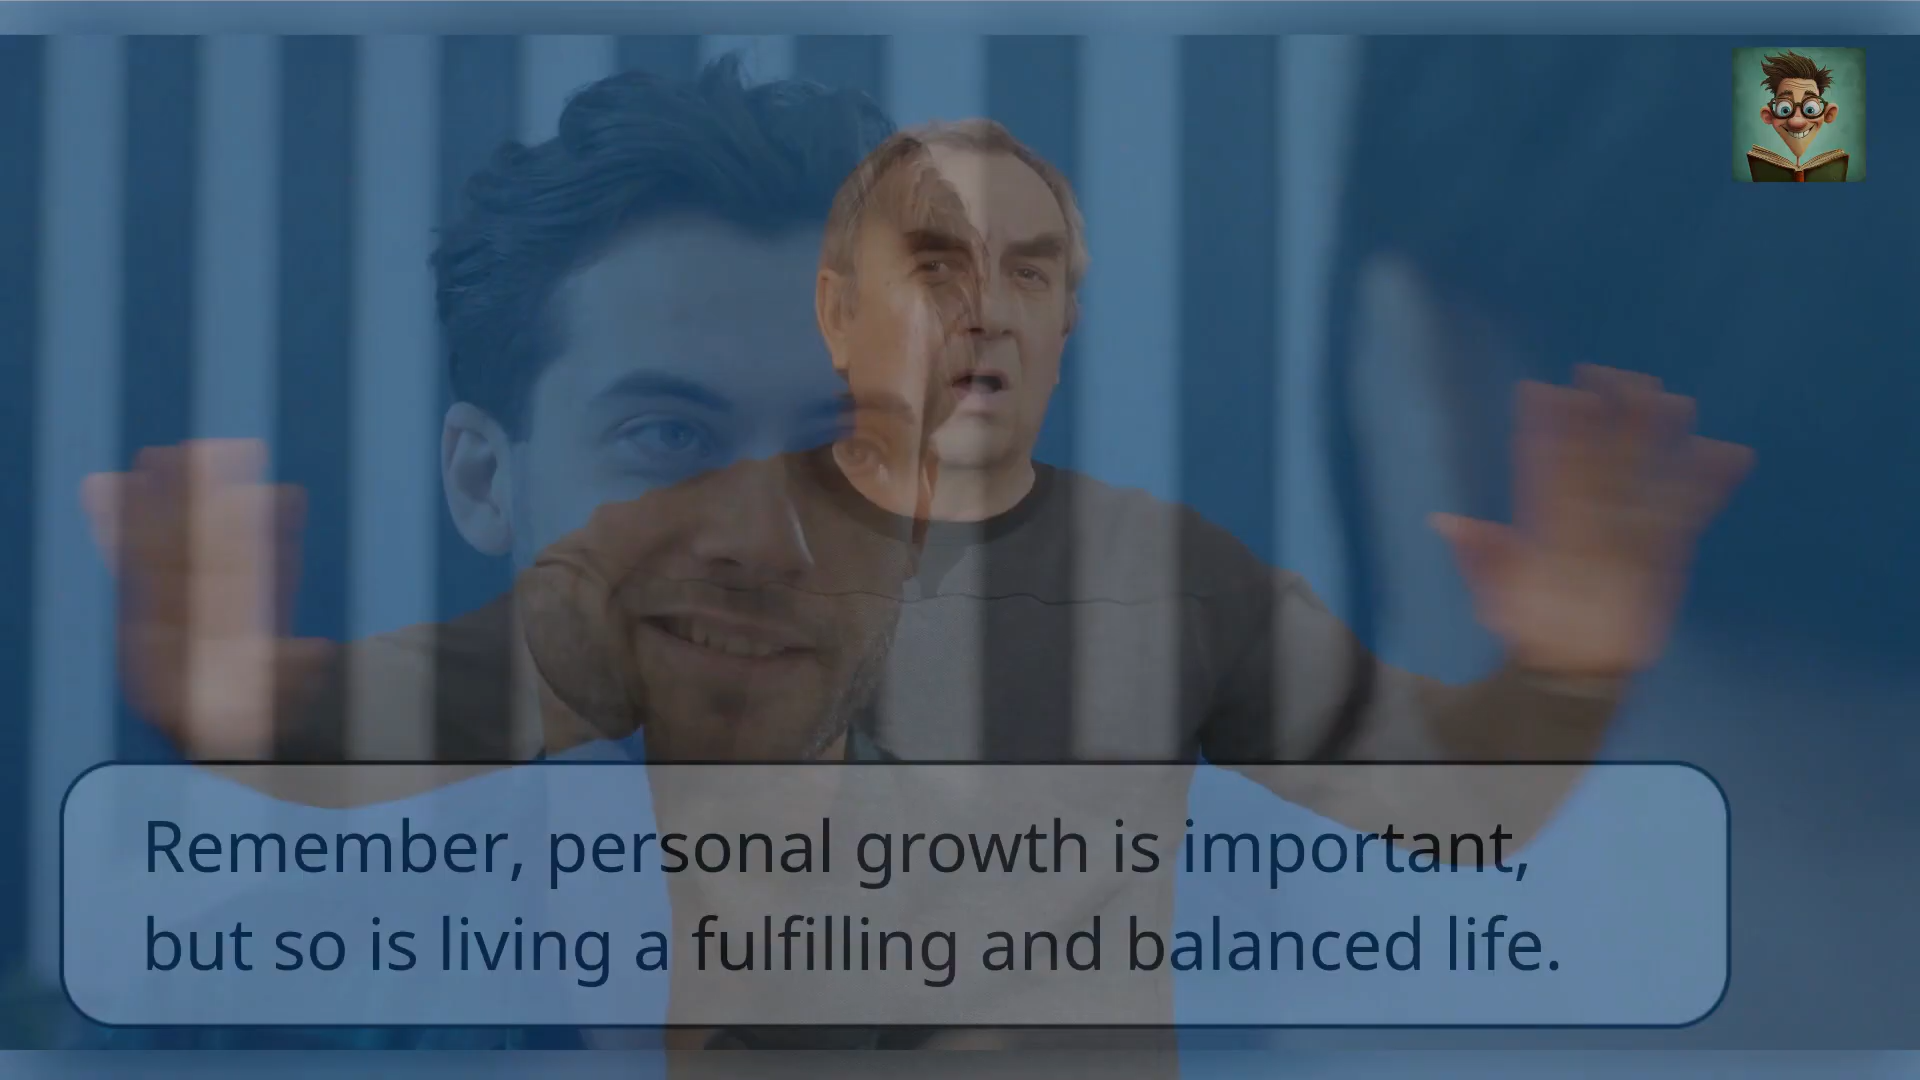 Remember, personal growth is important,
but so is living a fulfilling and balanced life.